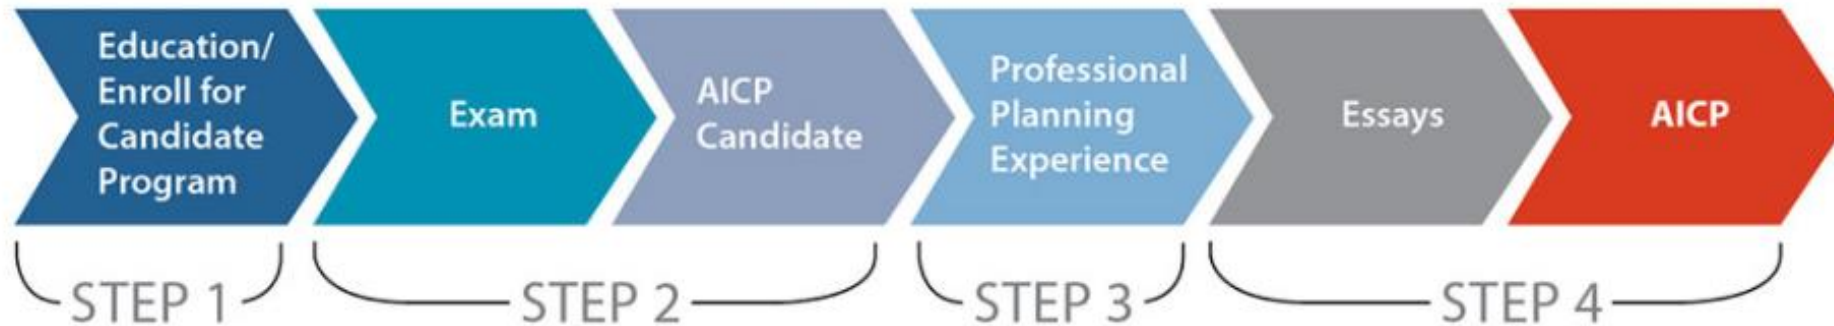 Education/
Enroll for
Candidate
Program
Exam
AICP
Candidate
Professional
Planning
Experience
Essays
AICP
STEP 1
STEP 2
STEP 3
STEP 4